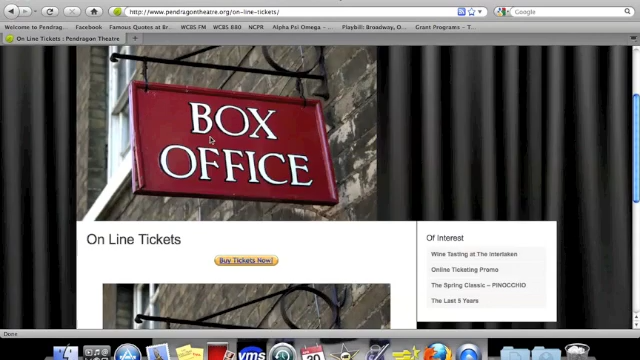 http://www.pendragontheatre.org/on-line-tickets/
Google
Welcome to Pendrag...
Facebook
Famous Quotes at Br...
WCBS FM
WCBS 880
NCPR
Alpha Psi Omega -...
Playbill: Broadway, O...
Grant Programs - T...
On Line Tickets : Pendragon Theatre
BOX
OFFICE
On Line Tickets
Buy Tickets Now!
Of Interest
Wine Tasting at The Interlaken
Online Ticketing Promo
The Spring Classic – PINOCCHIO
The Last 5 Years
Done
vms